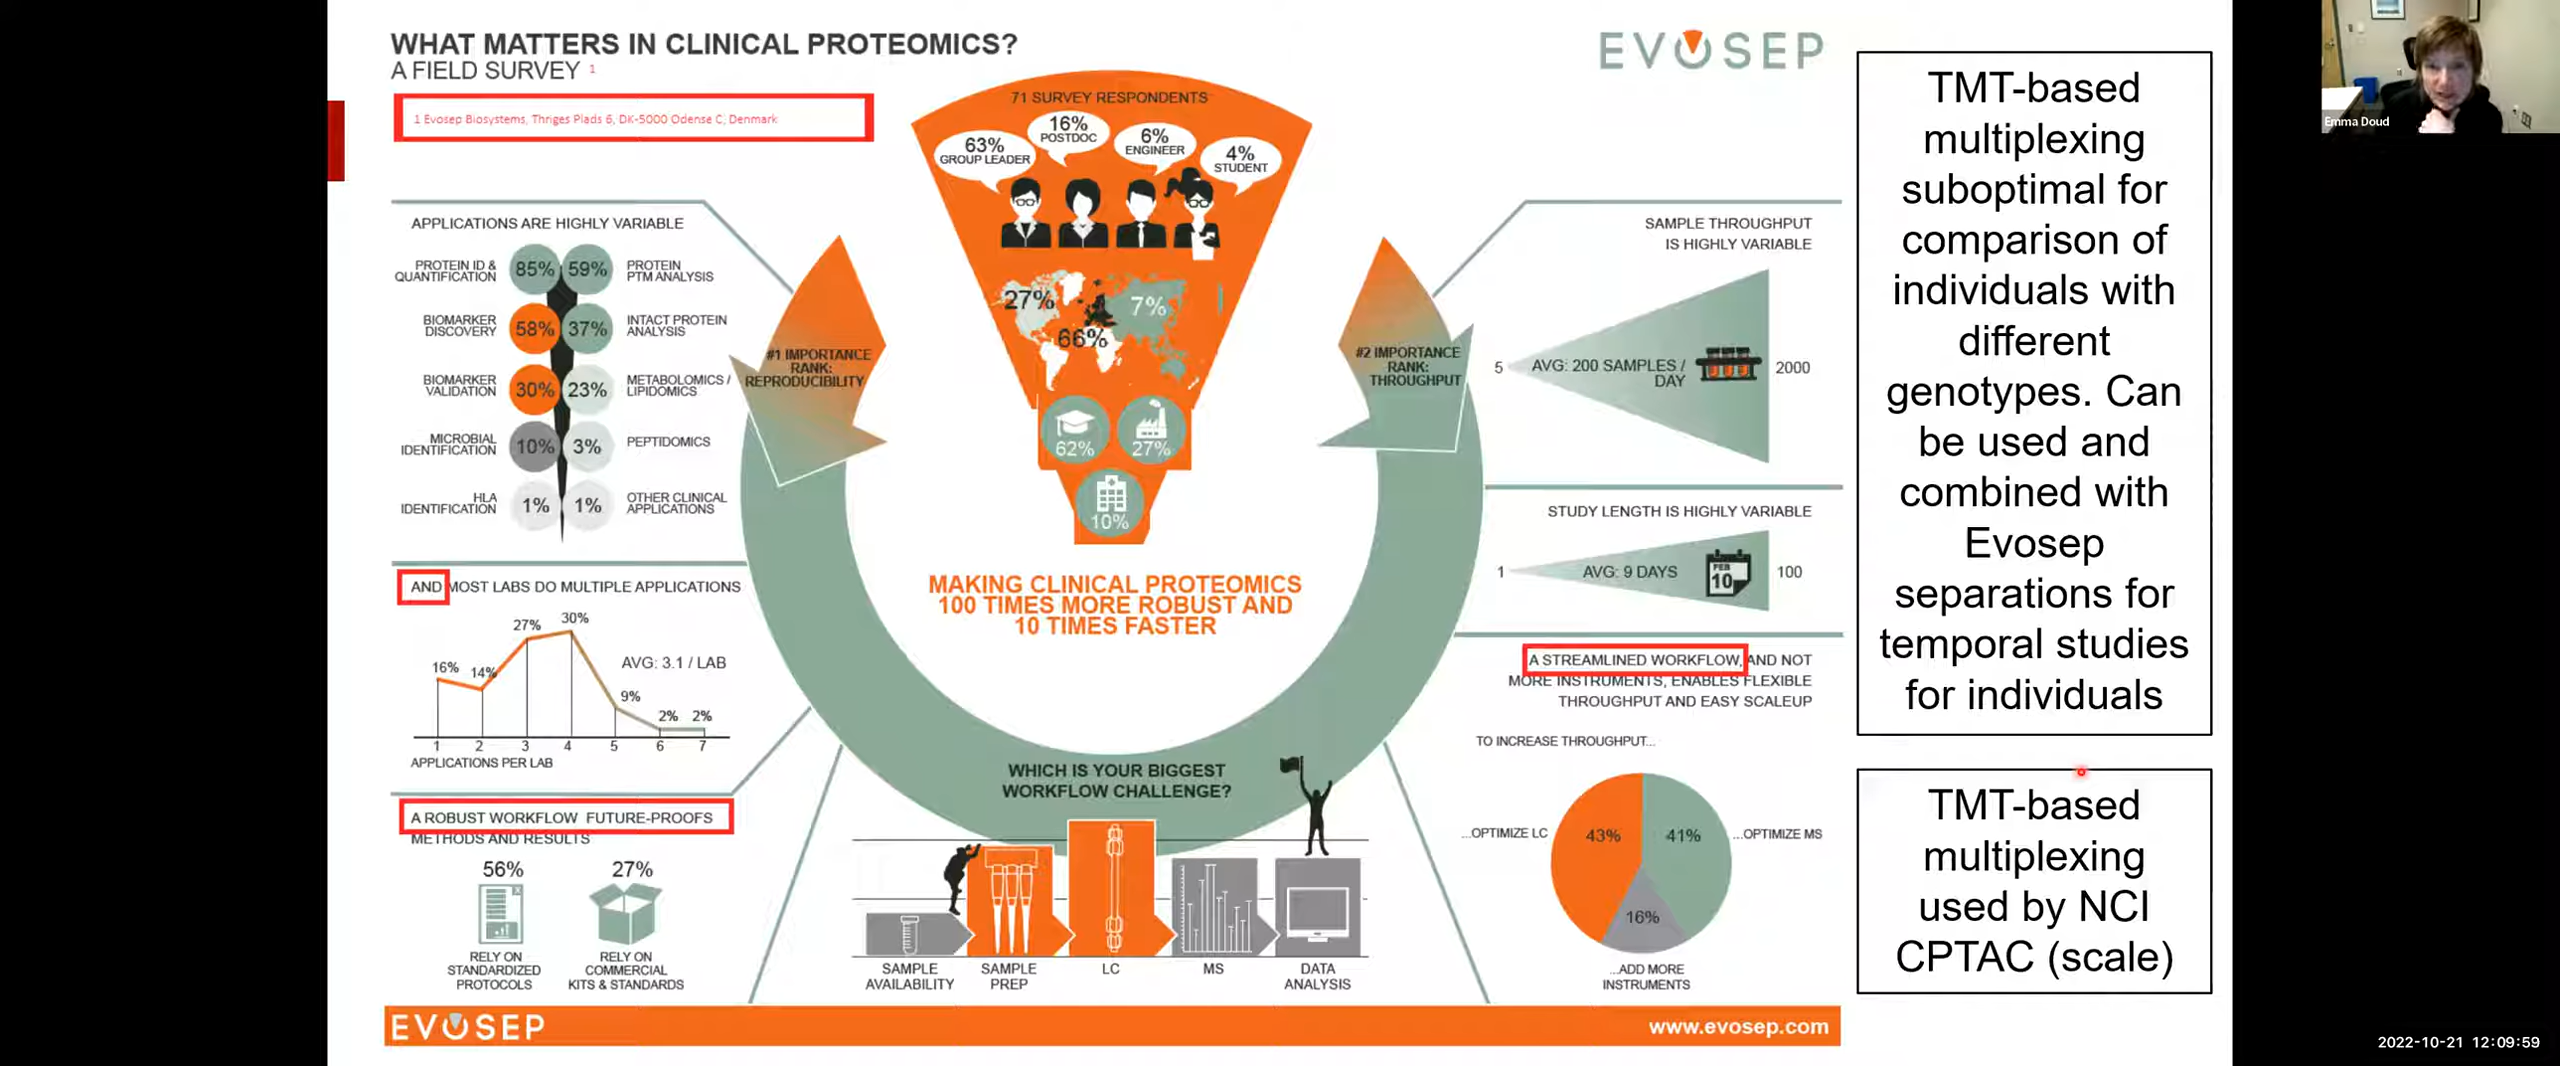 WHAT MATTERS IN CLINICAL PROTEOMICS?
A FIELD SURVEY 1
1 Evosep Biosystems, Thriges Plads 6, DK-5000 Odense C, Denmark
EVOSEP
71 SURVEY RESPONDENTS
63%
GROUP LEADER
16%
POSTDOC
6%
ENGINEER
4%
STUDENT
27%
7%
66%
62%
27%
10%
APPLICATIONS ARE HIGHLY VARIABLE
PROTEIN ID &
QUANTIFICATION
85%
59%
PROTEIN
PTM ANALYSIS
BIOMARKER
DISCOVERY
58%
37%
INTACT PROTEIN
ANALYSIS
BIOMARKER
VALIDATION
30%
23%
METABOLOMICS /
LIPIDOMICS
MICROBIAL
IDENTIFICATION
10%
3%
PEPTIDOMICS
HLA
IDENTIFICATION
1%
1%
OTHER CLINICAL
APPLICATIONS
#1 IMPORTANCE
RANK:
REPRODUCIBILITY
#2 IMPORTANCE
RANK:
THROUGHPUT
AND MOST LABS DO MULTIPLE APPLICATIONS
16%
14%
27%
30%
9%
2%
2%
AVG: 3.1 / LAB
1 2 3 4 5 6 7
APPLICATIONS PER LAB
A ROBUST WORKFLOW FUTURE-PROOFS
METHODS AND RESULTS
56%
27%
RELY ON
STANDARDIZED
PROTOCOLS
RELY ON
COMMERCIAL
KITS & STANDARDS
MAKING CLINICAL PROTEOMICS
100 TIMES MORE ROBUST AND
10 TIMES FASTER
WHICH IS YOUR BIGGEST
WORKFLOW CHALLENGE?
SAMPLE
AVAILABILITY
SAMPLE
PREP
LC
MS
DATA
ANALYSIS
SAMPLE THROUGHPUT
IS HIGHLY VARIABLE
5
AVG: 200 SAMPLES /
DAY
2000
STUDY LENGTH IS HIGHLY VARIABLE
1
AVG: 9 DAYS
FEB
10
100
A STREAMLINED WORKFLOW, AND NOT
MORE INSTRUMENTS, ENABLES FLEXIBLE
THROUGHPUT AND EASY SCALEUP
TO INCREASE THROUGHPUT...
...OPTIMIZE LC
43%
41%
...OPTIMIZE MS
16%
...ADD MORE
INSTRUMENTS
EVOSEP
www.evosep.com
TMT-based
multiplexing
suboptimal for
comparison of
individuals with
different
genotypes. Can
be used and
combined with
Evosep
separations for
temporal studies
for individuals
TMT-based
multiplexing
used by NCI
CPTAC (scale)
Emma Doud
2022-10-21 12:09:59